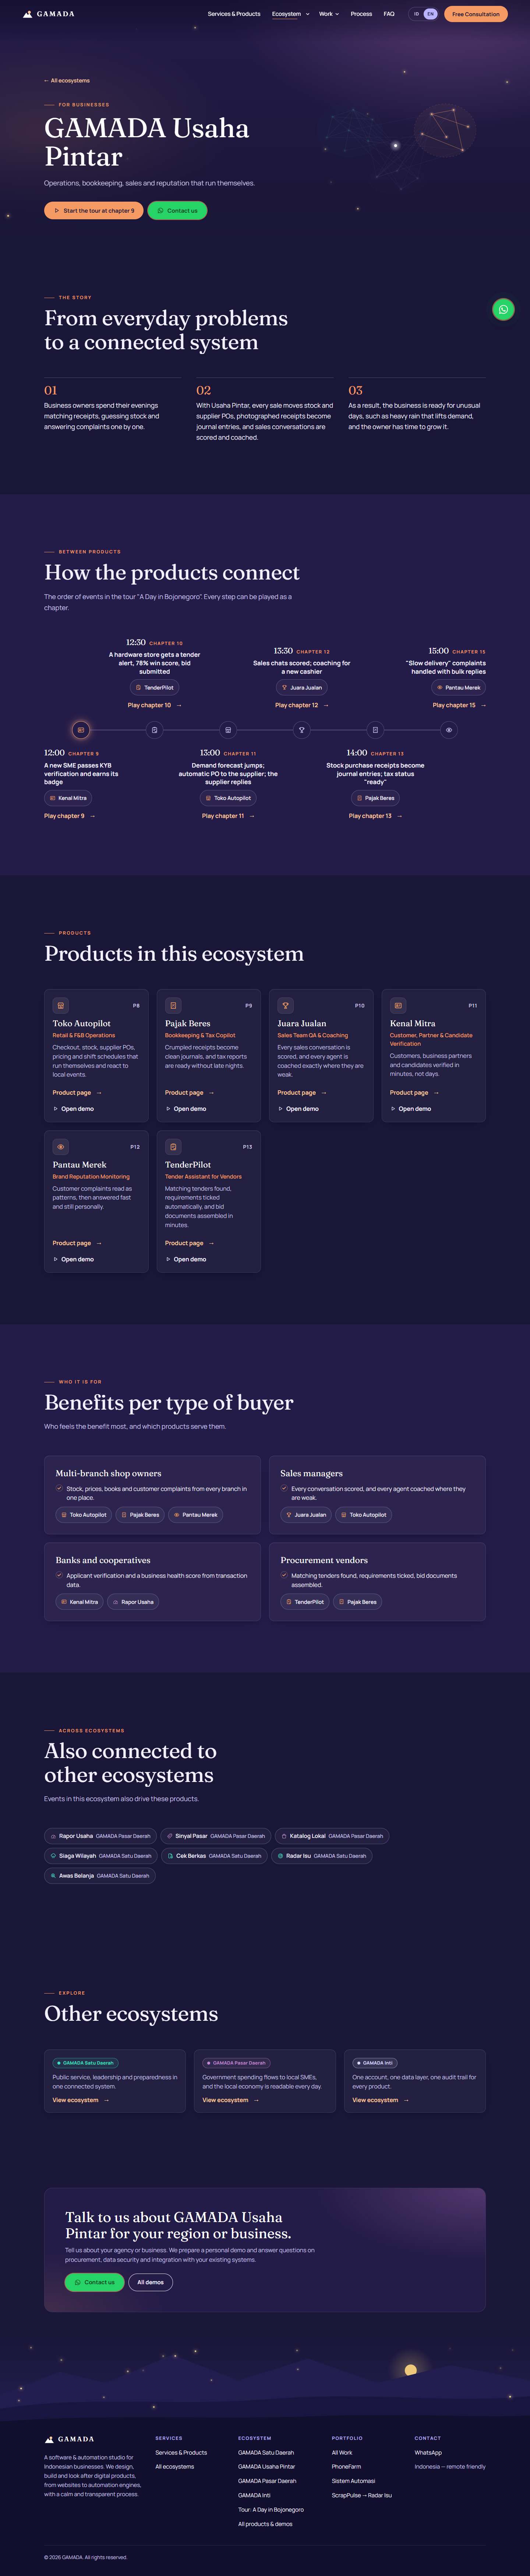 GAMADA
Services & Products
Ecosystem
Work
Process
FAQ
ID
EN
Free Consultation
← All ecosystems
FOR BUSINESSES
GAMADA Usaha
Pintar
Operations, bookkeeping, sales and reputation that run themselves.
Start the tour at chapter 9
Contact us
THE STORY
From everyday problems
to a connected system
01
Business owners spend their evenings
matching receipts, guessing stock and
answering complaints one by one.
02
With Usaha Pintar, every sale moves stock and
supplier POs, photographed receipts become
journal entries, and sales conversations are
scored and coached.
03
As a result, the business is ready for unusual
days, such as heavy rain that lifts demand,
and the owner has time to grow it.
BETWEEN PRODUCTS
How the products connect
The order of events in the tour "A Day in Bojonegoro". Every step can be played as a
chapter.
12:30 CHAPTER 10
A hardware store gets a tender
alert, 78% win score, bid
submitted
TenderPilot
Play chapter 10 →
13:30 CHAPTER 12
Sales chats scored; coaching for
a new cashier
Juara Jualan
Play chapter 12 →
15:00 CHAPTER 15
"Slow delivery" complaints
handled with bulk replies
Pantau Merek
Play chapter 15 →
12:00 CHAPTER 9
A new SME passes KYB
verification and earns its
badge
Kenal Mitra
Play chapter 9 →
13:00 CHAPTER 11
Demand forecast jumps;
automatic PO to the supplier; the
supplier replies
Toko Autopilot
Play chapter 11 →
14:00 CHAPTER 13
Stock purchase receipts become
journal entries; tax status
"ready"
Pajak Beres
Play chapter 13 →
PRODUCTS
Products in this ecosystem
P8
Toko Autopilot
Retail & F&B Operations
Checkout, stock, supplier POs,
pricing and shift schedules that
run themselves and react to
local events.
Product page →
Open demo
P9
Pajak Beres
Bookkeeping & Tax Copilot
Crumpled receipts become
clean journals, and tax reports
are ready without late nights.
Product page →
Open demo
P10
Juara Jualan
Sales Team QA & Coaching
Every sales conversation is
scored, and every agent is
coached exactly where they are
weak.
Product page →
Open demo
P11
Kenal Mitra
Customer, Partner & Candidate
Verification
Customers, business partners
and candidates verified in
minutes, not days.
Product page →
Open demo
P12
Pantau Merek
Brand Reputation Monitoring
Customer complaints read as
patterns, then answered fast
and still personally.
Product page →
Open demo
P13
TenderPilot
Tender Assistant for Vendors
Matching tenders found,
requirements ticked
automatically, and bid
documents assembled in
minutes.
Product page →
Open demo
WHO IT IS FOR
Benefits per type of buyer
Who feels the benefit most, and which products serve them.
Multi-branch shop owners
Stock, prices, books and customer complaints from every branch in
one place.
Toko Autopilot
Pajak Beres
Pantau Merek
Sales managers
Every conversation scored, and every agent coached where they
are weak.
Juara Jualan
Toko Autopilot
Banks and cooperatives
Applicant verification and a business health score from transaction
data.
Kenal Mitra
Rapor Usaha
Procurement vendors
Matching tenders found, requirements ticked, bid documents
assembled.
TenderPilot
Pajak Beres
ACROSS ECOSYSTEMS
Also connected to
other ecosystems
Events in this ecosystem also drive these products.
Rapor Usaha GAMADA Pasar Daerah
Sinyal Pasar GAMADA Pasar Daerah
Katalog Lokal GAMADA Pasar Daerah
Siaga Wilayah GAMADA Satu Daerah
Cek Berkas GAMADA Satu Daerah
Radar Isu GAMADA Satu Daerah
Awas Belanja GAMADA Satu Daerah
EXPLORE
Other ecosystems
GAMADA Satu Daerah
Public service, leadership and preparedness in
one connected system.
View ecosystem →
GAMADA Pasar Daerah
Government spending flows to local SMEs,
and the local economy is readable every day.
View ecosystem →
GAMADA Inti
One account, one data layer, one audit trail for
every product.
View ecosystem →
Talk to us about GAMADA Usaha
Pintar for your region or business.
Tell us about your agency or business. We prepare a personal demo and answer questions on
procurement, data security and integration with your existing systems.
Contact us
All demos
GAMADA
A software & automation studio for
Indonesian businesses. We design,
build and look after digital products,
from websites to automation engines,
with a calm and transparent process.
SERVICES
Services & Products
All ecosystems
ECOSYSTEM
GAMADA Satu Daerah
GAMADA Usaha Pintar
GAMADA Pasar Daerah
GAMADA Inti
Tour: A Day in Bojonegoro
All products & demos
PORTFOLIO
All Work
PhoneFarm
Sistem Automasi
ScrapPulse → Radar Isu
CONTACT
WhatsApp
Indonesia — remote friendly
© 2026 GAMADA. All rights reserved.